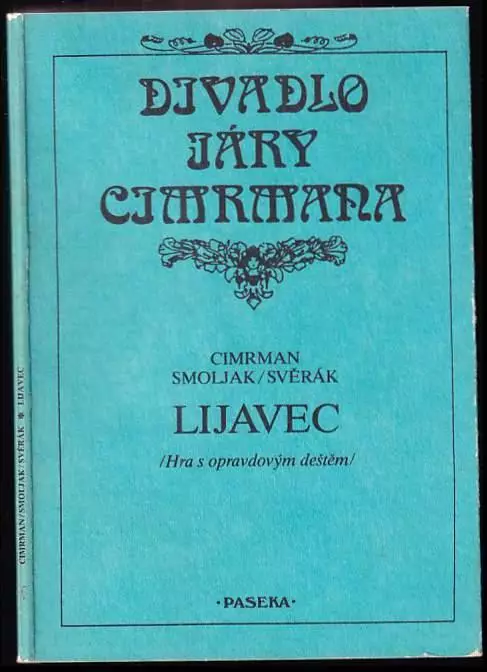 DIVADLO
JÁRY
CIMRMANA
CIMRMAN
SMOLJAK/SVĚRÁK
LIJAVEC
/Hra s opravdovým deštěm/
·PASEKA·
CIMRMAN/SMOLJAK/SVĚRÁK * LIJAVEC